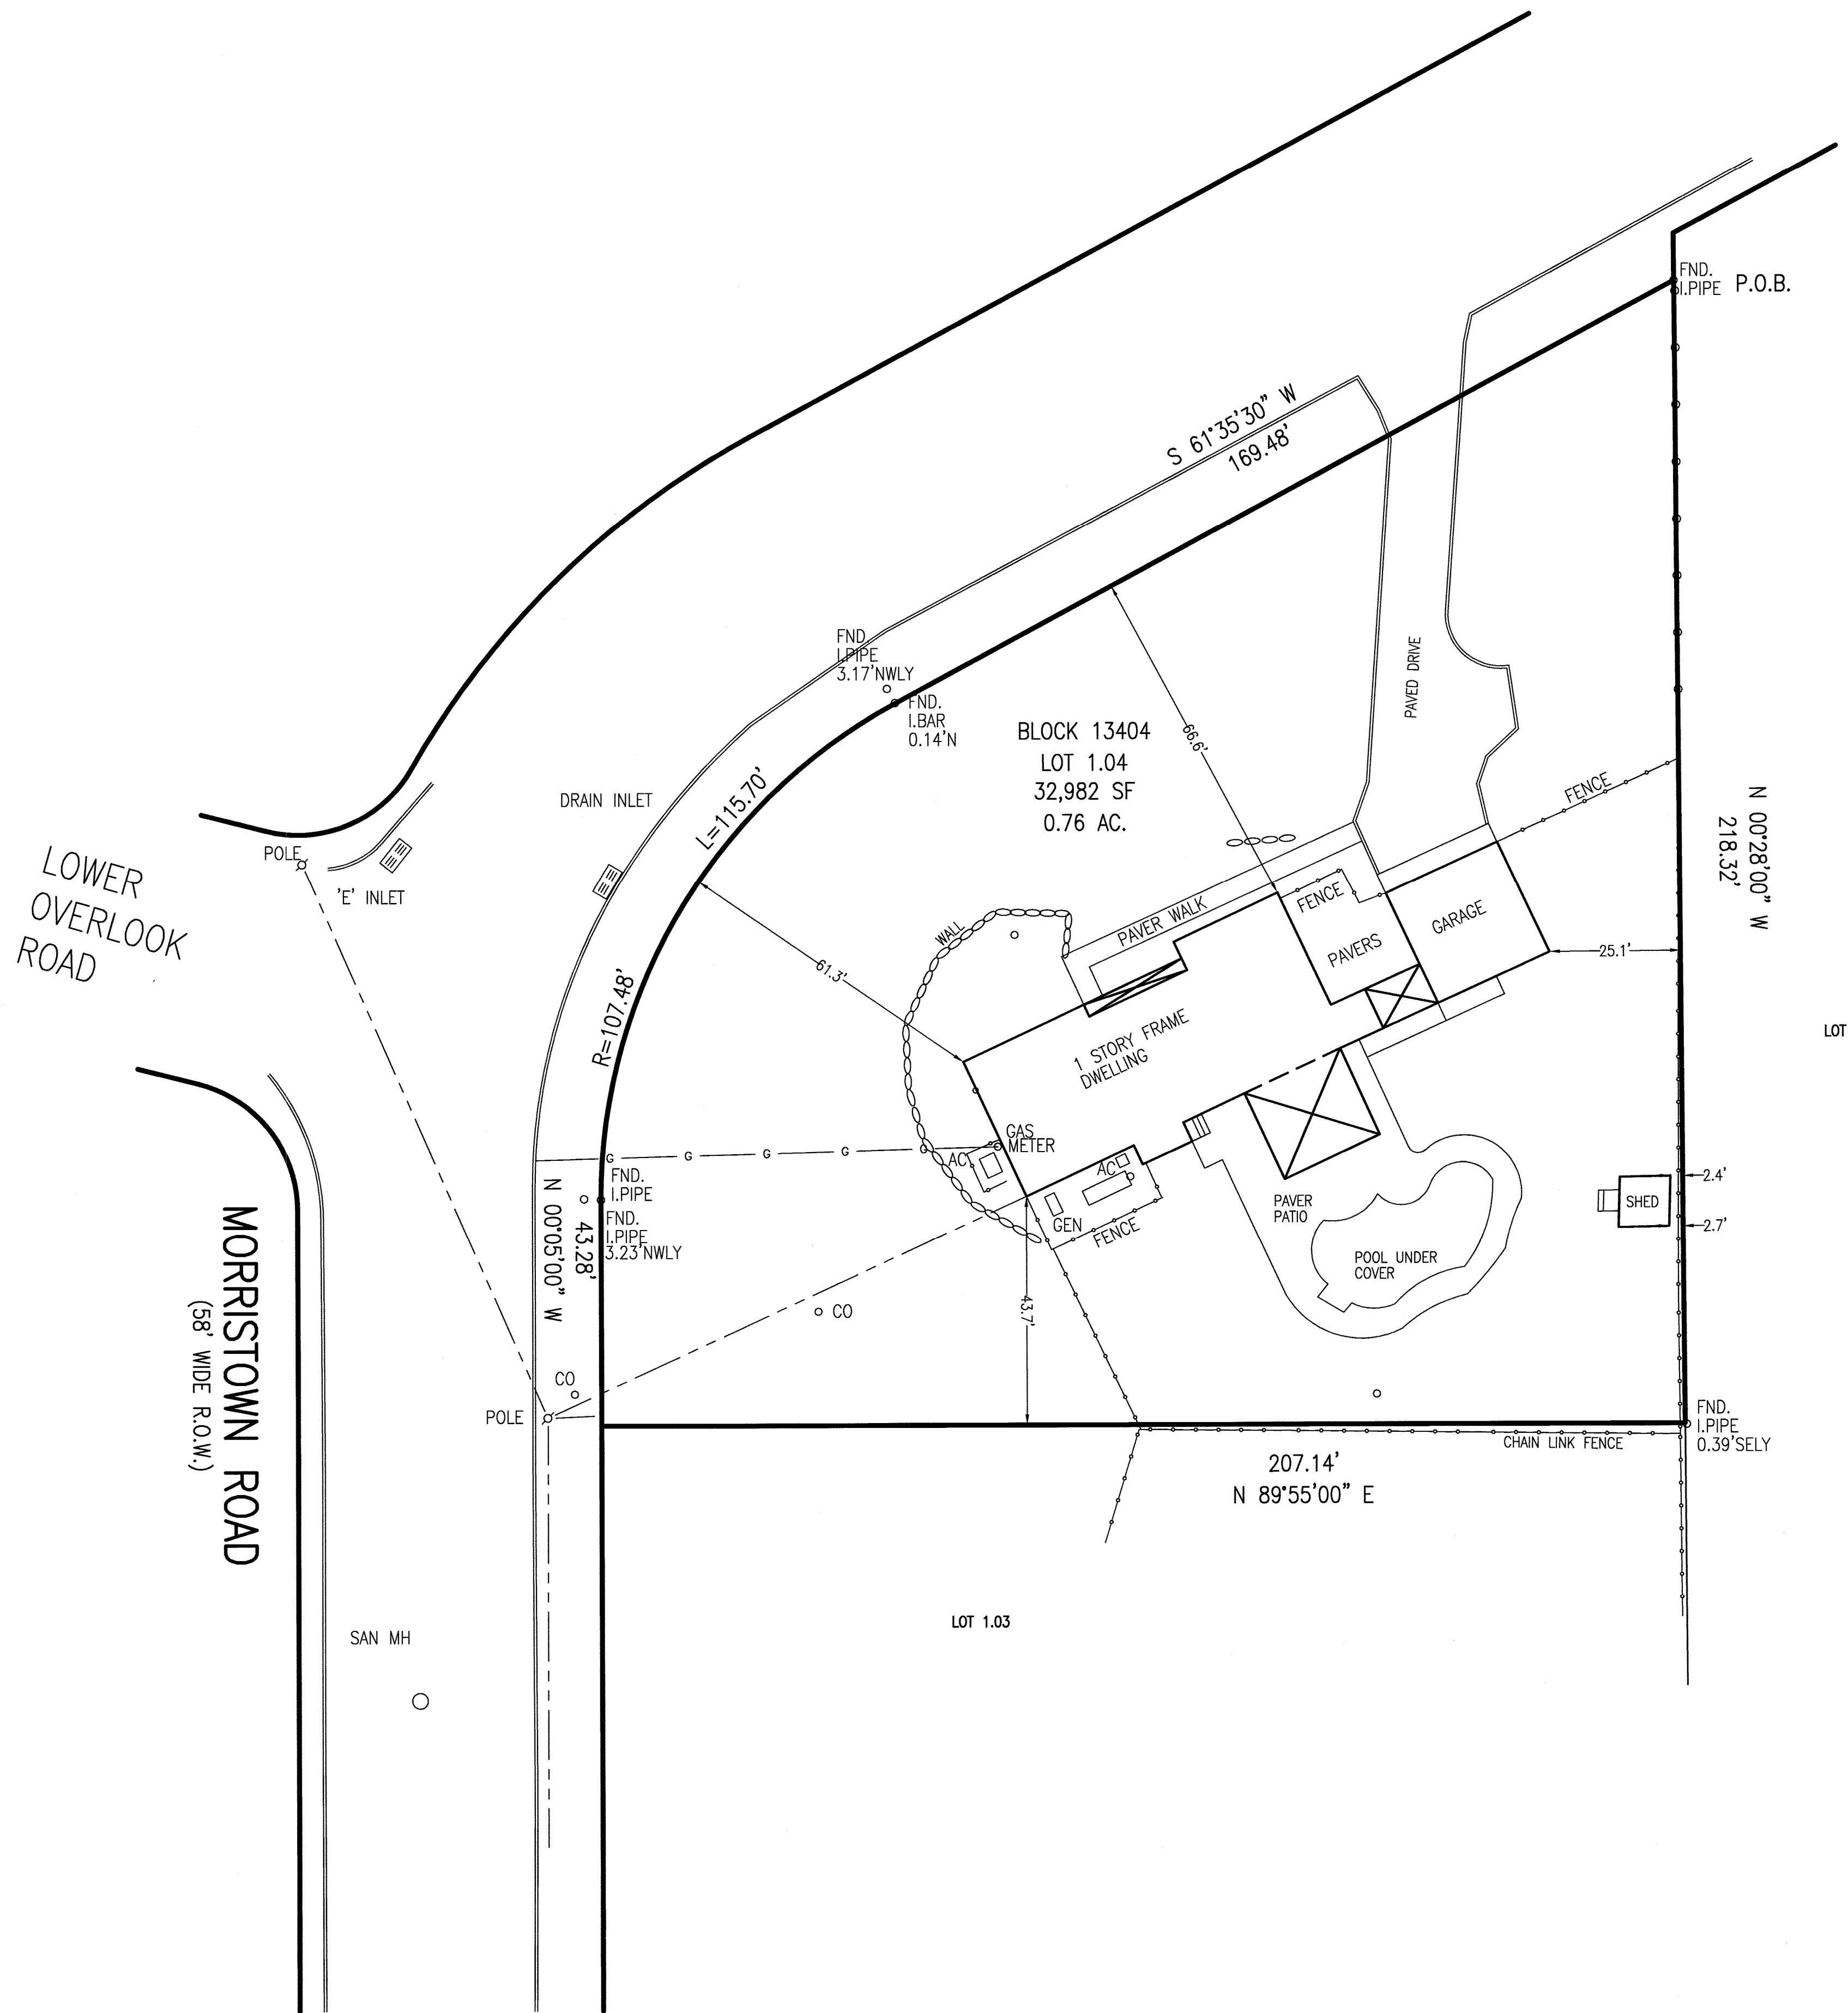 FND.
I.PIPE P.O.B.
S 61°35'30" W
169.48'
FND.
I.PIPE
3.17'NWLY
FND.
I.BAR
0.14'N
PAVED DRIVE
66.6'
BLOCK 13404
LOT 1.04
32,982 SF
0.76 AC.
L=115.70'
DRAIN INLET
FENCE
N 00°28'00" W
218.32'
POLE
'E' INLET
LOWER
OVERLOOK
ROAD
WALL
PAVER WALK
FENCE
PAVERS
GARAGE
25.1'
61.3'
R=107.48'
1 STORY FRAME
DWELLING
LOT
G
G
G
G
G
GAS
METER
AC
AC
GEN
FENCE
FND.
I.PIPE
FND.
I.PIPE
3.23'NWLY
N 00°05'00" W
43.28'
PAVER
PATIO
SHED
2.4'
2.7'
POOL UNDER
COVER
43.7'
CO
CO
POLE
MORRISTOWN ROAD
(58' WIDE R.O.W.)
FND.
I.PIPE
0.39'SELY
CHAIN LINK FENCE
207.14'
N 89°55'00" E
LOT 1.03
SAN MH